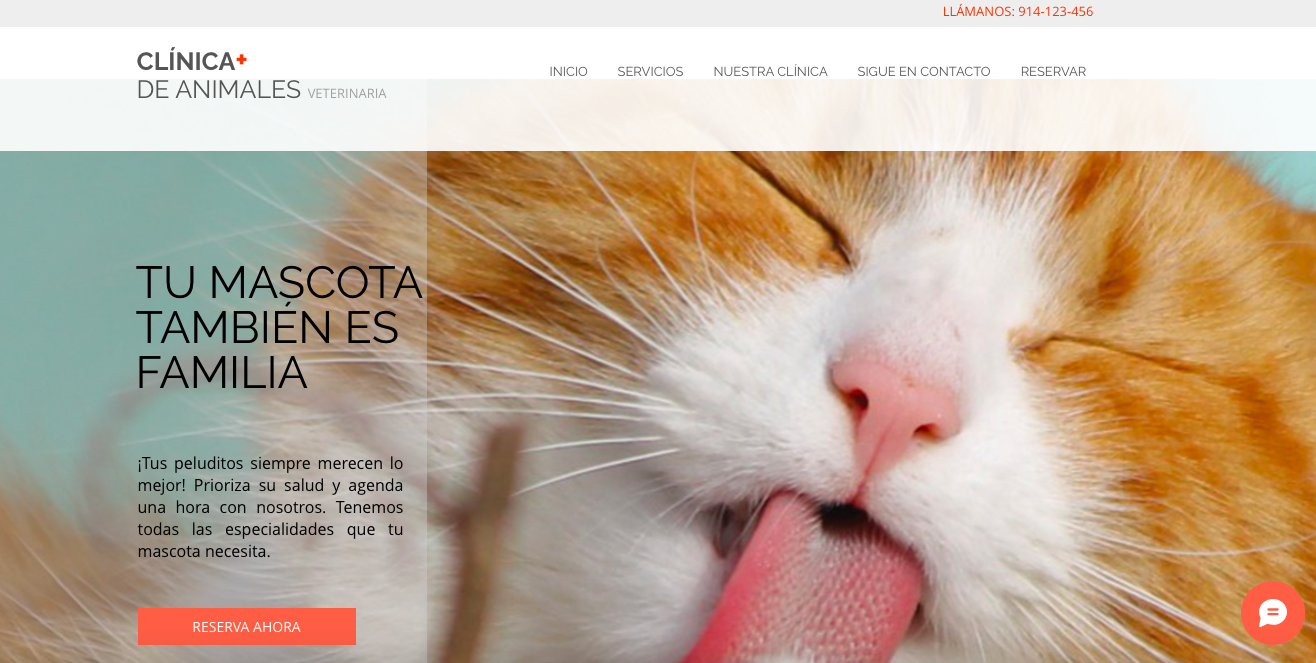 LLÁMANOS: 914-123-456
CLÍNICA+
DE ANIMALES VETERINARIA
INICIO SERVICIOS NUESTRA CLÍNICA SIGUE EN CONTACTO RESERVAR
TU MASCOTA
TAMBIÉN ES
FAMILIA
¡Tus peluditos siempre merecen lo
mejor! Prioriza su salud y agenda
una hora con nosotros. Tenemos
todas las especialidades que tu
mascota necesita.
RESERVA AHORA